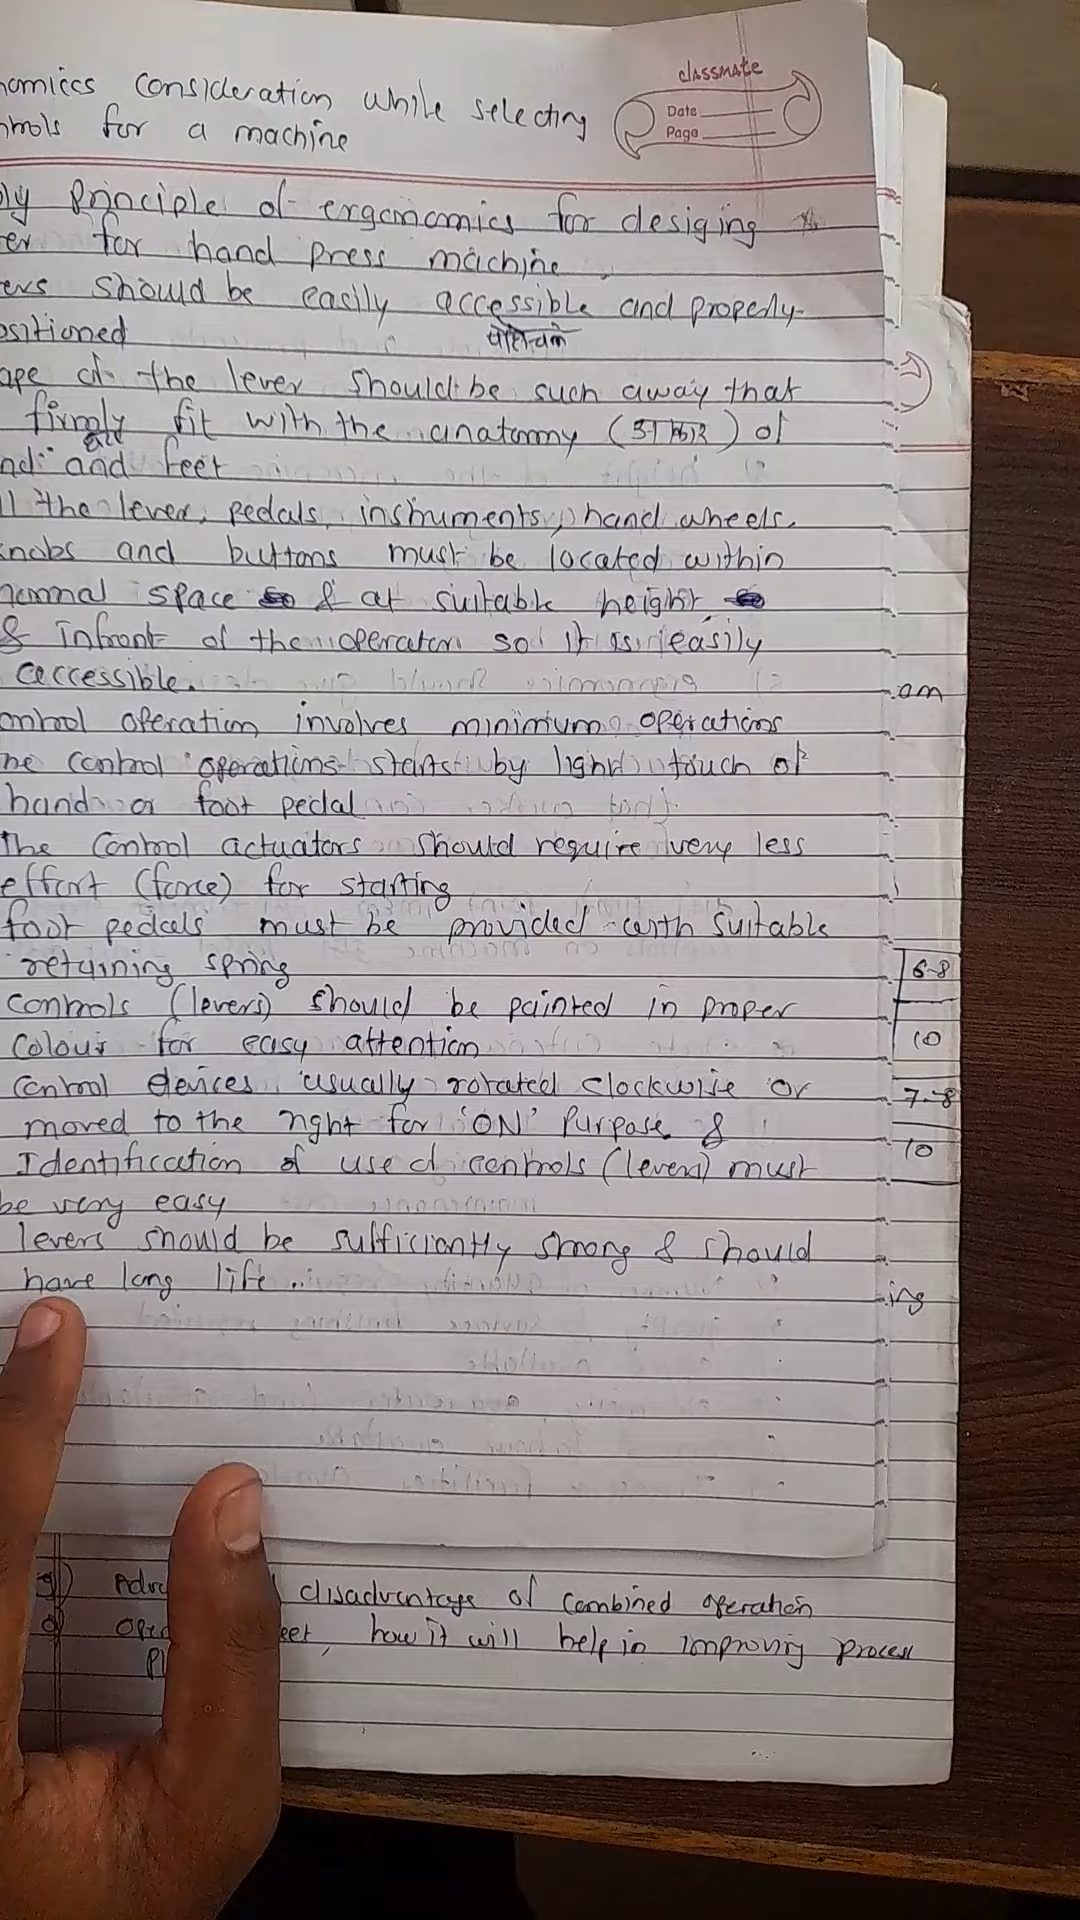 classmate
Date
Page
nomics consideration while selecting
ntrols for a machine
ly Principle of ergonomics for desiging
er for hand press machine.
ers should be easily accessible and properly
ositioned
ape of the lever should be such away that
firmly fit with the anatomy (आकार) of
nd and feet
ll the lever, pedals, instruments, hand wheels,
knobs and buttons must be located within
normal space & at suitable height
& Infront of the operator so it is easily
accessible.
ontrol operation involves minimum operations
he control operations starts by light touch of
hand or foot pedal
The Control actuators should require very less
effort (force) for starting
foot pedals must be provided with suitable
retuining spring
controls (levers) should be painted in proper
colour for easy attention
Control devices usually rotated clockwise or
moved to the right for 'ON' Purpose &
Identification of use of controls (levers) must
be very easy
levers should be sufficiantly strong & should
have long life.
am
6-8
10
7-8
10
ing
g) Adv disadvantage of combined operation
eet, how it will help in improving process
Pl